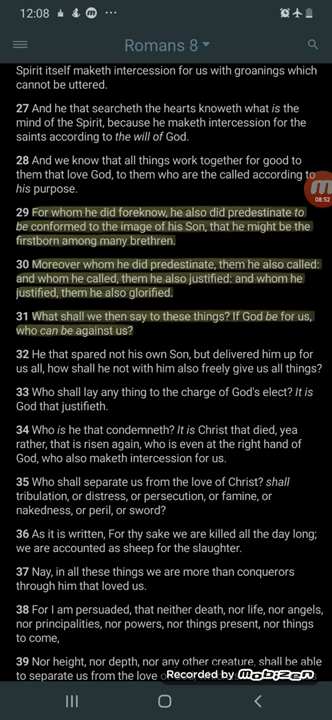 12:08
Romans 8
Spirit itself maketh intercession for us with groanings which
cannot be uttered.
27 And he that searcheth the hearts knoweth what is the
mind of the Spirit, because he maketh intercession for the
saints according to the will of God.
28 And we know that all things work together for good to
them that love God, to them who are the called according to
his purpose.
08:52
29 For whom he did foreknow, he also did predestinate to
be conformed to the image of his Son, that he might be the
firstborn among many brethren.
30 Moreover whom he did predestinate, them he also called:
and whom he called, them he also justified: and whom he
justified, them he also glorified.
31 What shall we then say to these things? If God be for us,
who can be against us?
32 He that spared not his own Son, but delivered him up for
us all, how shall he not with him also freely give us all things?
33 Who shall lay any thing to the charge of God's elect? It is
God that justifieth.
34 Who is he that condemneth? It is Christ that died, yea
rather, that is risen again, who is even at the right hand of
God, who also maketh intercession for us.
35 Who shall separate us from the love of Christ? shall
tribulation, or distress, or persecution, or famine, or
nakedness, or peril, or sword?
36 As it is written, For thy sake we are killed all the day long;
we are accounted as sheep for the slaughter.
37 Nay, in all these things we are more than conquerors
through him that loved us.
38 For I am persuaded, that neither death, nor life, nor angels,
nor principalities, nor powers, nor things present, nor things
to come,
39 Nor height, nor depth, nor any other creature, shall be able
to separate us from the love
Recorded by mobizen